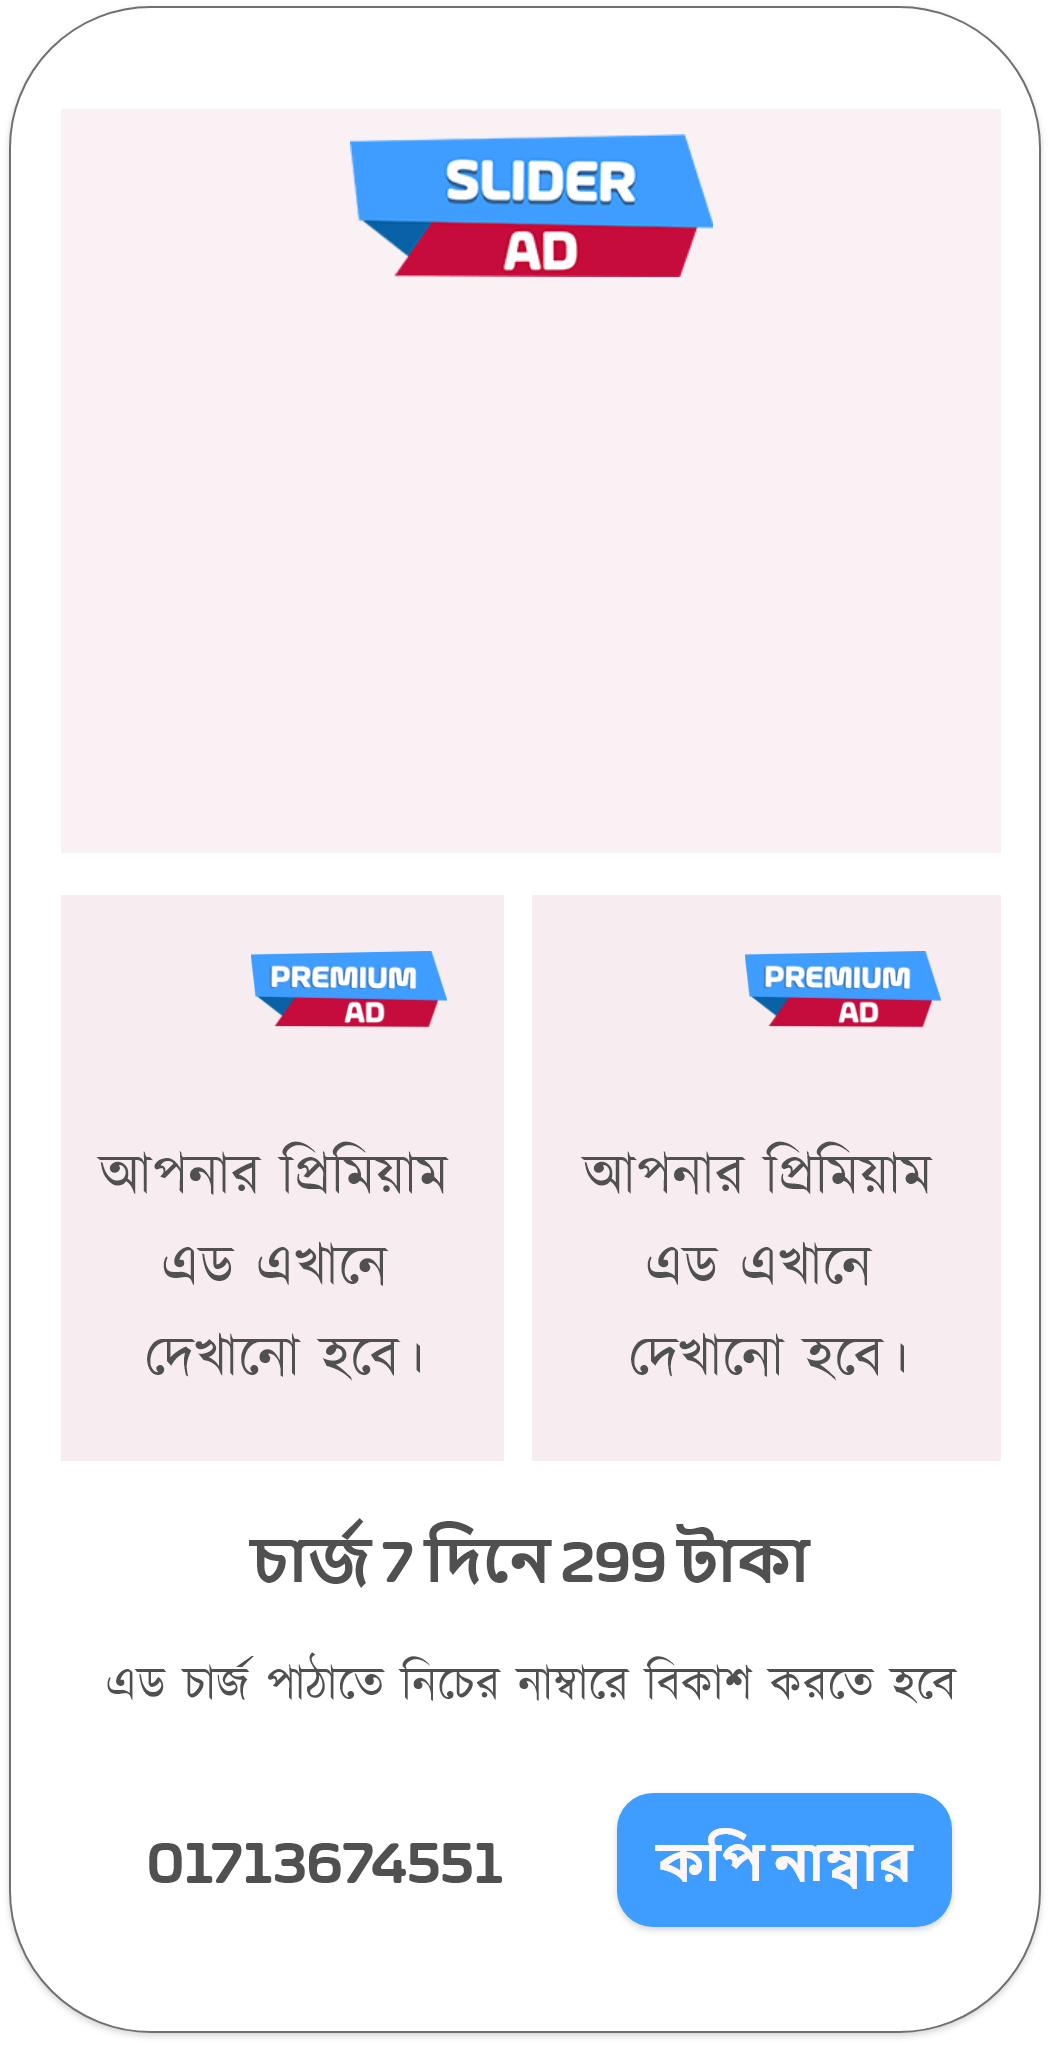 SLIDER
AD
PREMIUM
AD
আপনার প্রিমিয়াম
এড এখানে
দেখানো হবে।
PREMIUM
AD
আপনার প্রিমিয়াম
এড এখানে
দেখানো হবে।
চার্জ 7 দিনে 299 টাকা
এড চার্জ পাঠাতে নিচের নাম্বারে বিকাশ করতে হবে
01713674551
কপি নাম্বার